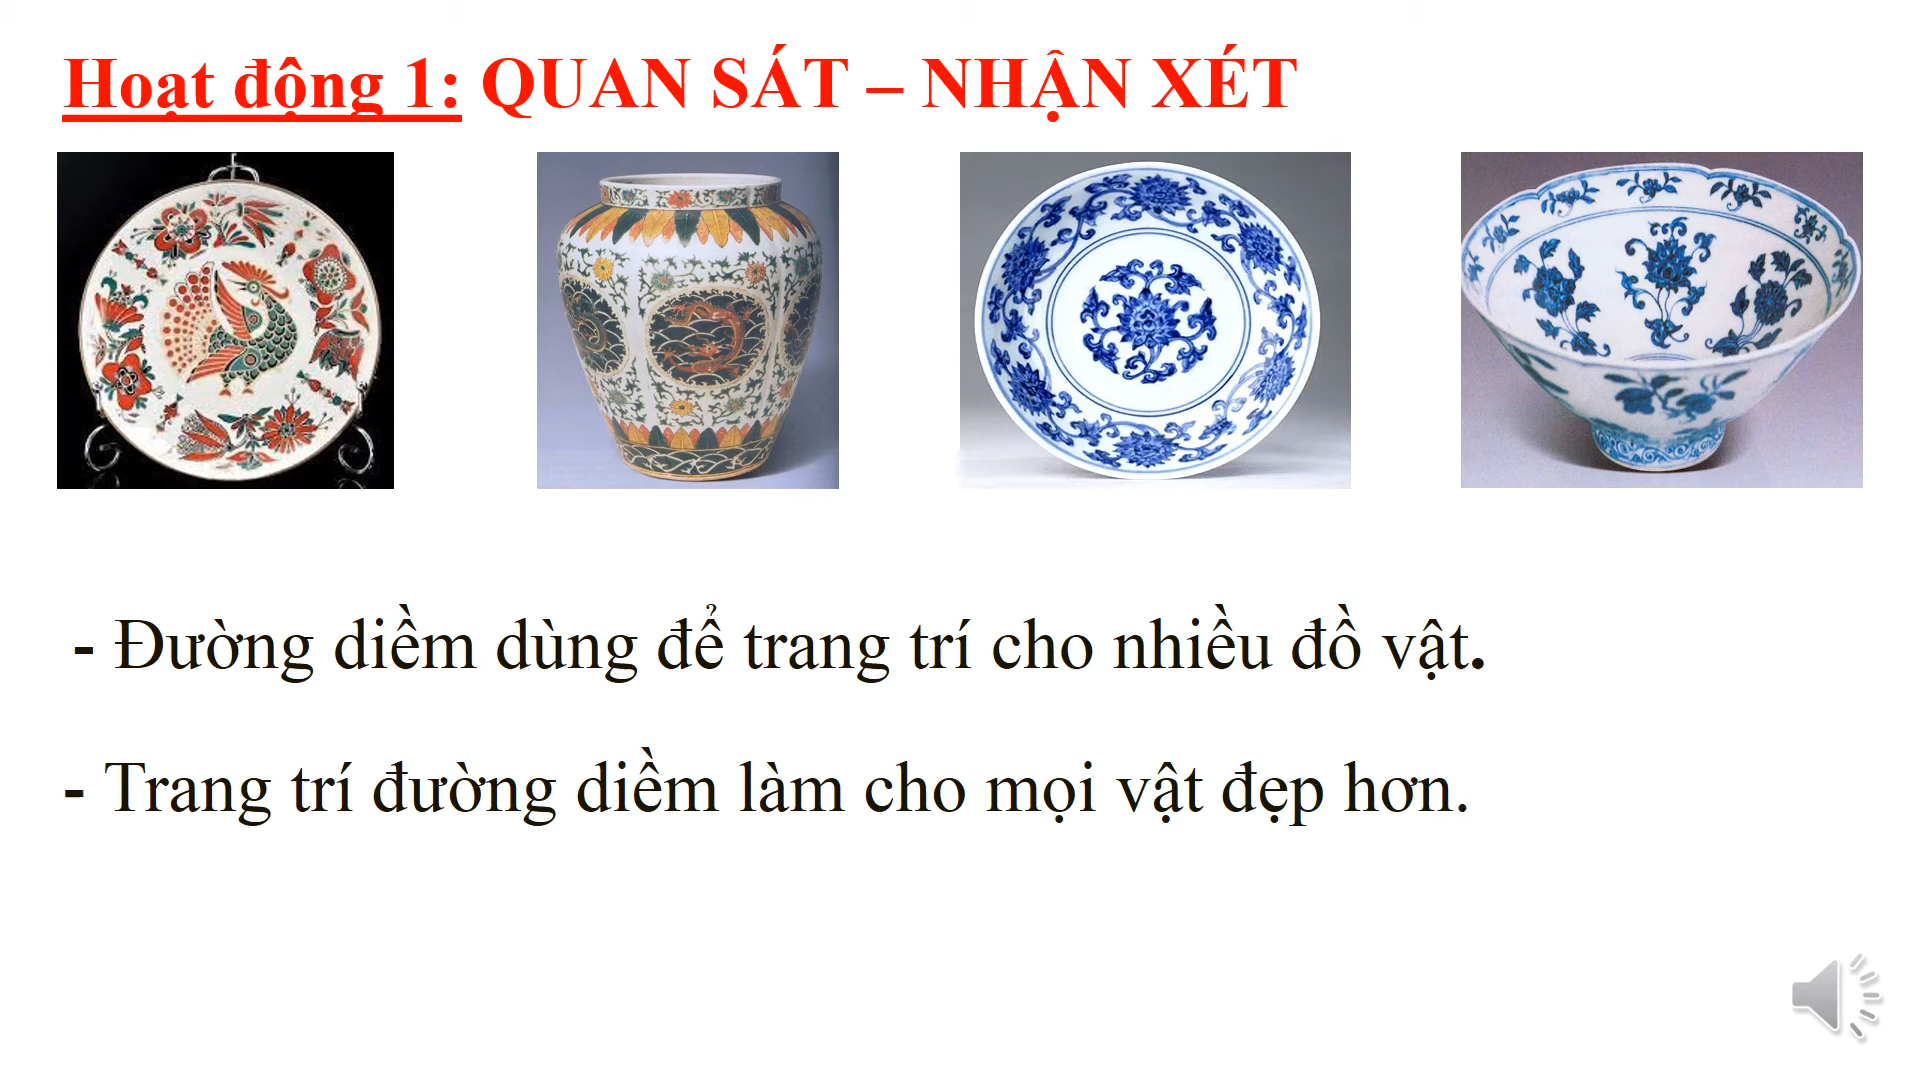 Hoạt động 1: QUAN SÁT – NHẬN XÉT
- Đường diềm dùng để trang trí cho nhiều đồ vật.
- Trang trí đường diềm làm cho mọi vật đẹp hơn.